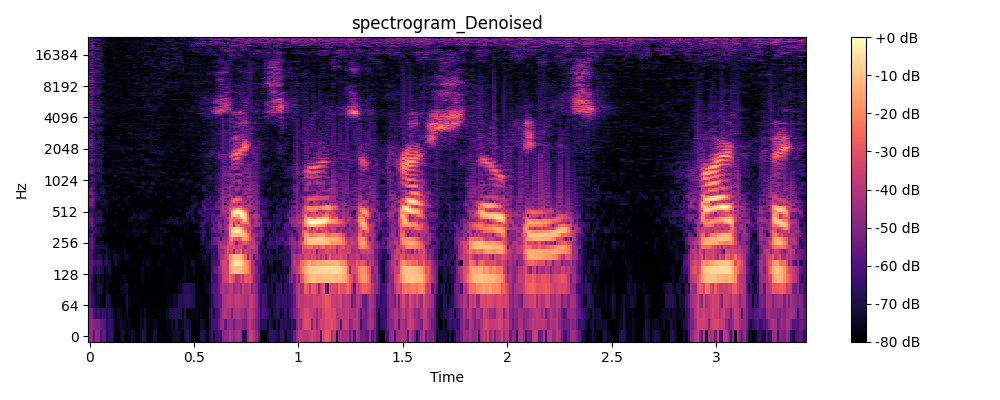 spectrogram_Denoised
16384
8192
4096
2048
1024
512
256
128
64
0
Hz
0 0.5 1 1.5 2 2.5 3
Time
+0 dB
-10 dB
-20 dB
-30 dB
-40 dB
-50 dB
-60 dB
-70 dB
-80 dB